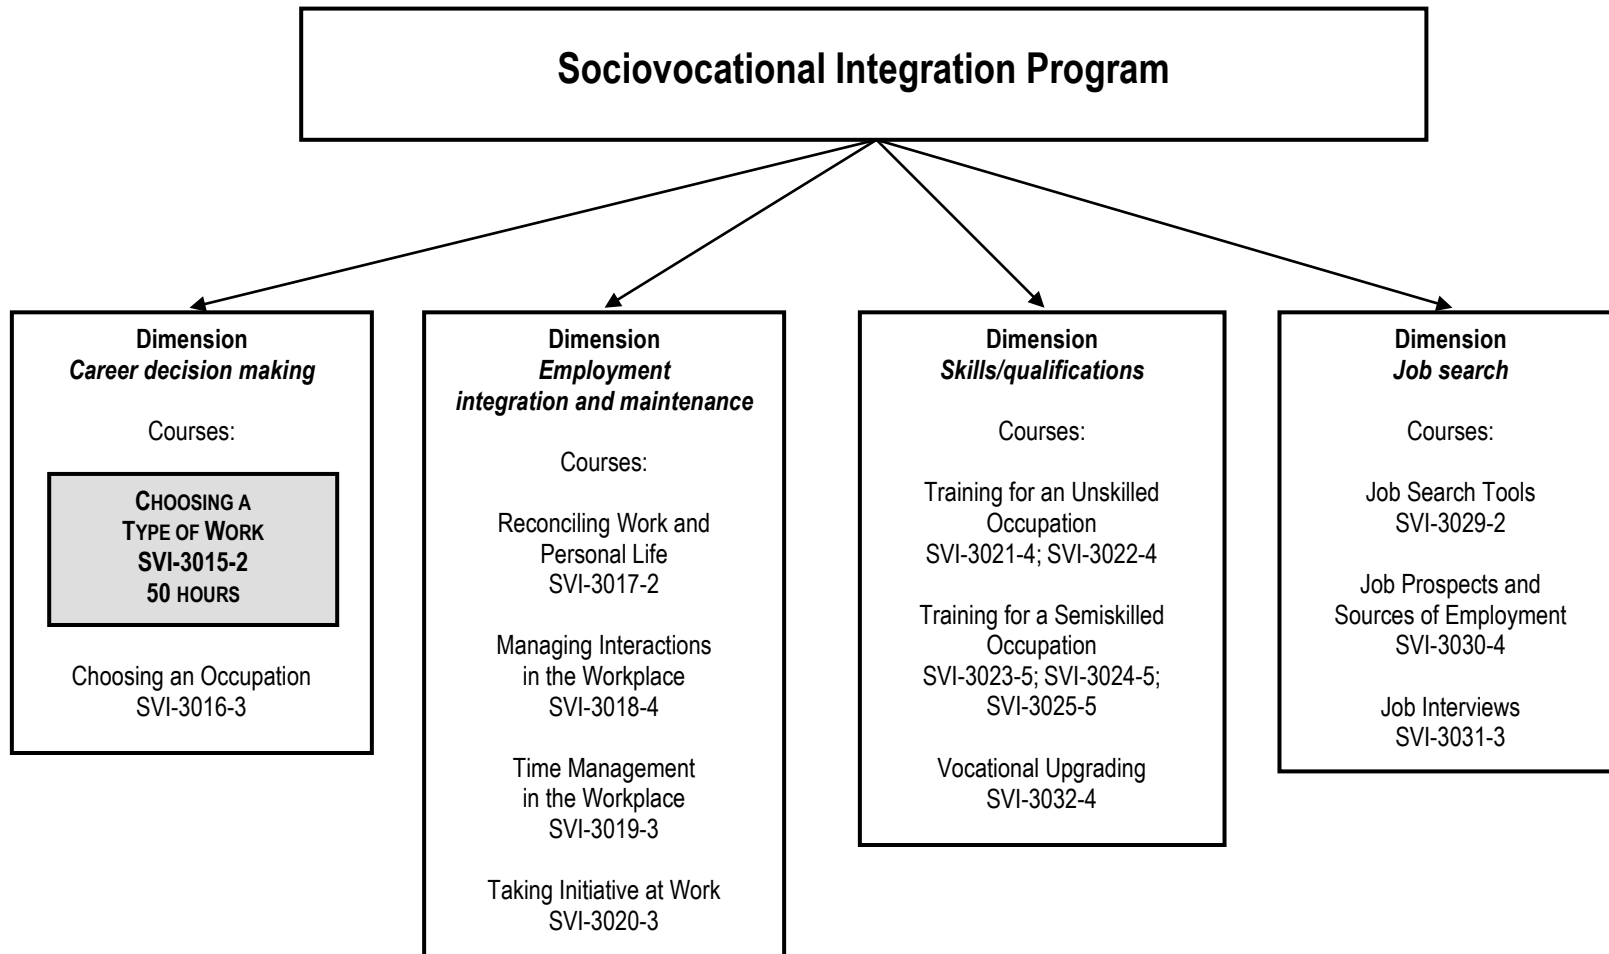 Sociovocational Integration Program
Dimension
Career decision making
Courses:
CHOOSING A
TYPE OF WORK
SVI-3015-2
50 HOURS
Choosing an Occupation
SVI-3016-3
Dimension
Employment
integration and maintenance
Courses:
Reconciling Work and
Personal Life
SVI-3017-2
Managing Interactions
in the Workplace
SVI-3018-4
Time Management
in the Workplace
SVI-3019-3
Taking Initiative at Work
SVI-3020-3
Dimension
Skills/qualifications
Courses:
Training for an Unskilled
Occupation
SVI-3021-4; SVI-3022-4
Training for a Semiskilled
Occupation
SVI-3023-5; SVI-3024-5;
SVI-3025-5
Vocational Upgrading
SVI-3032-4
Dimension
Job search
Courses:
Job Search Tools
SVI-3029-2
Job Prospects and
Sources of Employment
SVI-3030-4
Job Interviews
SVI-3031-3